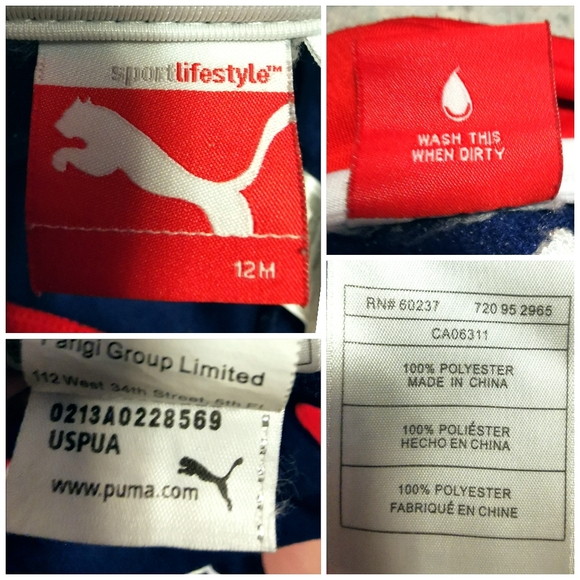 sportlifestyle™
12M
WASH THIS
WHEN DIRTY
Parigi Group Limited
112 West 34th Street, 5th Fl
0213A0228569
USPUA
www.puma.com
RN# 60237 720 95 2965
CA06311
100% POLYESTER
MADE IN CHINA
100% POLIÉSTER
HECHO EN CHINA
100% POLYESTER
FABRIQUÉ EN CHINE